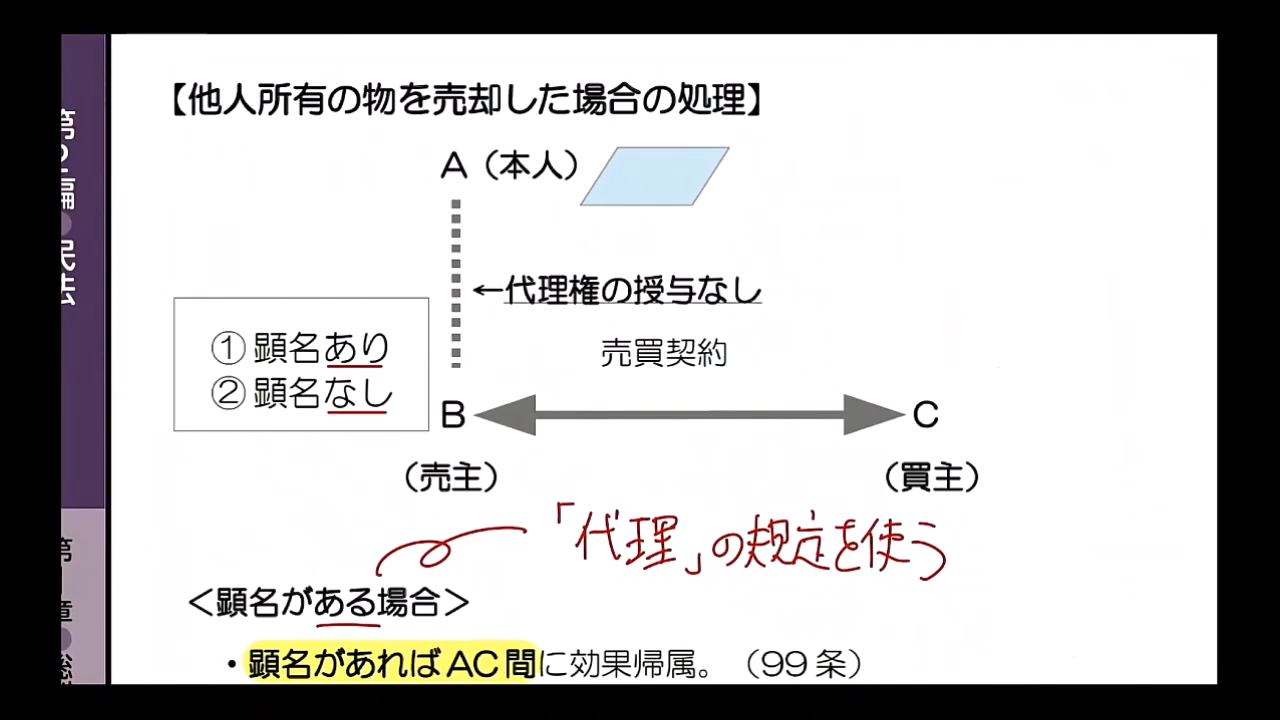 【他人所有の物を売却した場合の処理】
A（本人）
←代理権の授与なし
① 顕名あり
② 顕名なし
売買契約
B
C
（売主）
（買主）
「代理」の規定を使う
＜顕名がある場合＞
・顕名があればAC間に効果帰属。（99条）
民法
第
章